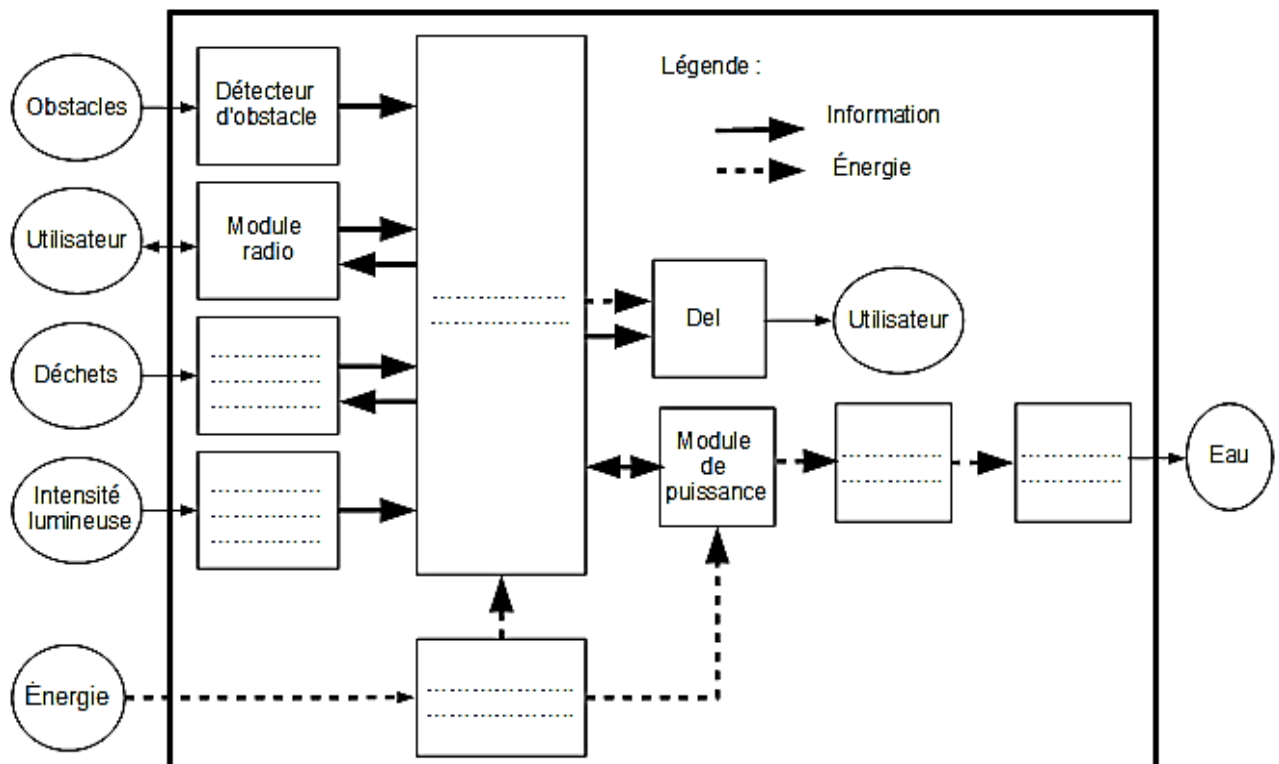 Obstacles
Détecteur
d'obstacle
Légende :
Information
Énergie
Utilisateur
Module
radio
Del
Utilisateur
Déchets
Module
de
puissance
Eau
Intensité
lumineuse
Énergie